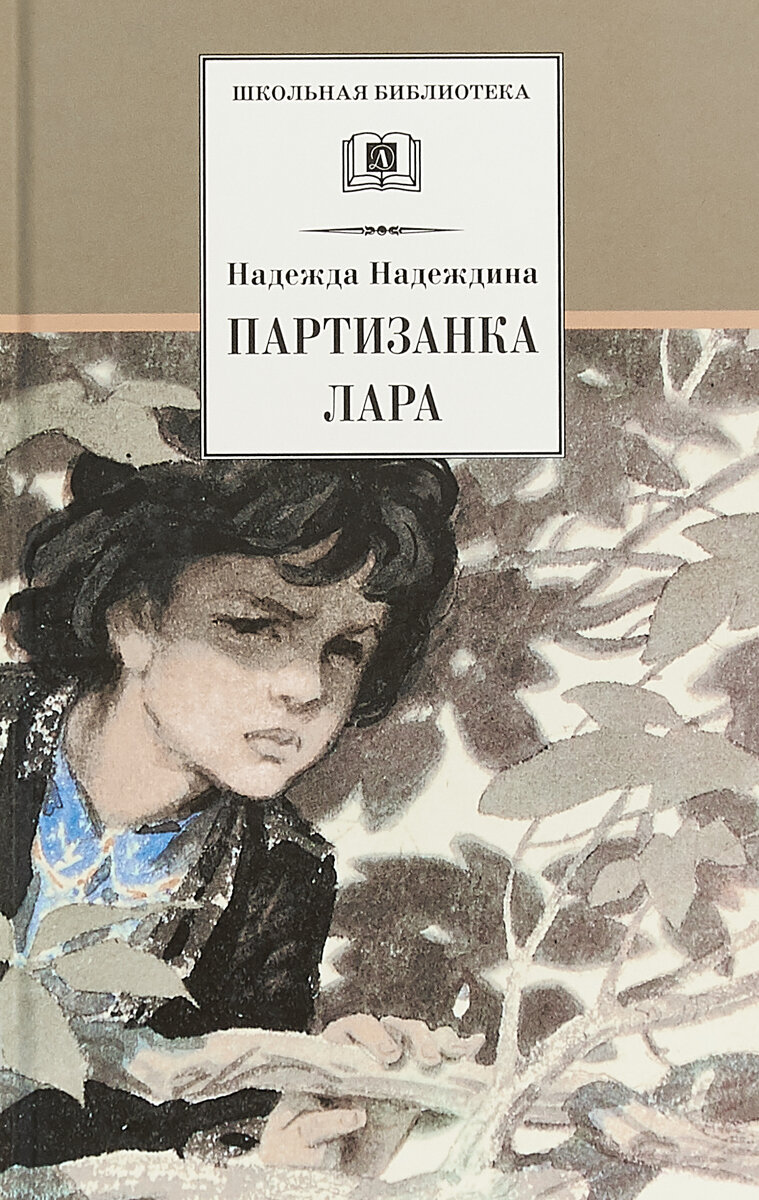 ШКОЛЬНАЯ БИБЛИОТЕКА
Д
Надежда Надеждина
ПАРТИЗАНКА
ЛАРА